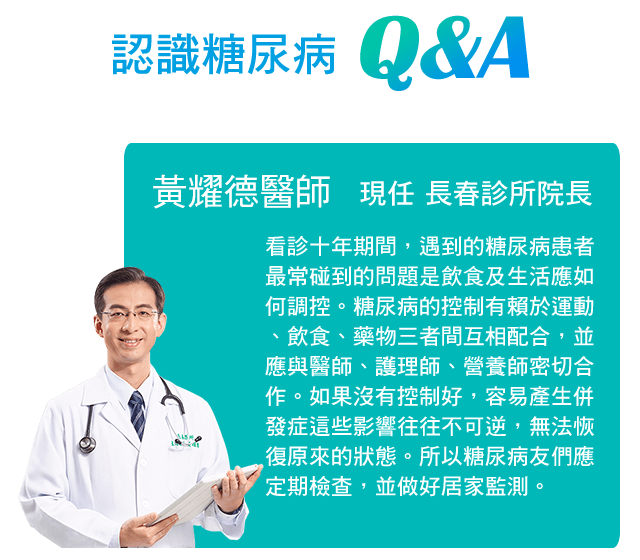 認識糖尿病 Q&A
黃耀德醫師 現任 長春診所院長
看診十年期間，遇到的糖尿病患者
最常碰到的問題是飲食及生活應如
何調控。糖尿病的控制有賴於運動
、飲食、藥物三者間互相配合，並
應與醫師、護理師、營養師密切合
作。如果沒有控制好，容易產生併
發症這些影響往往不可逆，無法恢
復原來的狀態。所以糖尿病友們應
定期檢查，並做好居家監測。